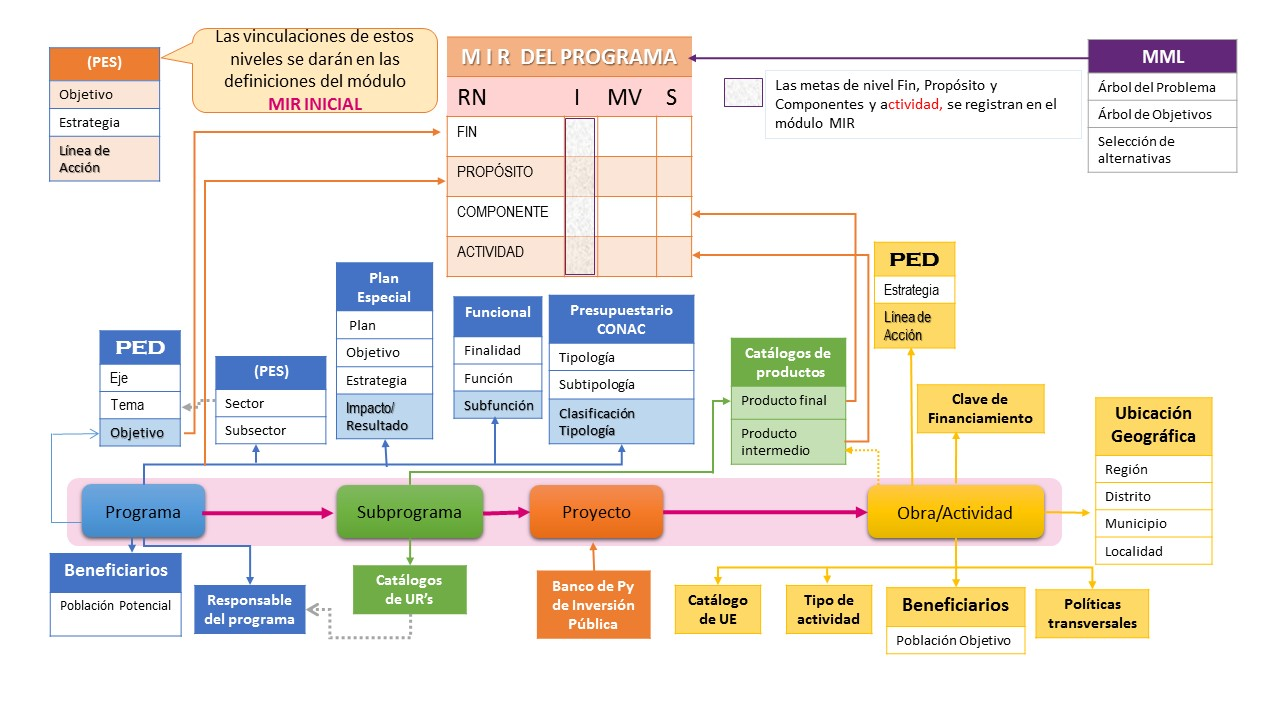 (PES)
Objetivo
Estrategia
Línea de
Acción
Las vinculaciones de estos
niveles se darán en las
definiciones del módulo
MIR INICIAL
M I R DEL PROGRAMA
RN I MV S
FIN
PROPÓSITO
COMPONENTE
ACTIVIDAD
Las metas de nivel Fin, Propósito y
Componentes y actividad, se registran en el
módulo MIR
MML
Árbol del Problema
Árbol de Objetivos
Selección de
alternativas
PED
Eje
Tema
Objetivo
(PES)
Sector
Subsector
Plan
Especial
Plan
Objetivo
Estrategia
Impacto/
Resultado
Funcional
Finalidad
Función
Subfunción
Presupuestario
CONAC
Tipología
Subtipología
Clasificación
Tipología
Catálogos de
productos
Producto final
Producto
intermedio
PED
Estrategia
Línea de
Acción
Clave de
Financiamiento
Ubicación
Geográfica
Región
Distrito
Municipio
Localidad
Programa
Subprograma
Proyecto
Obra/Actividad
Beneficiarios
Población Potencial
Responsable
del programa
Catálogos
de UR’s
Banco de Py
de Inversión
Pública
Catálogo
de UE
Tipo de
actividad
Beneficiarios
Población Objetivo
Políticas
transversales